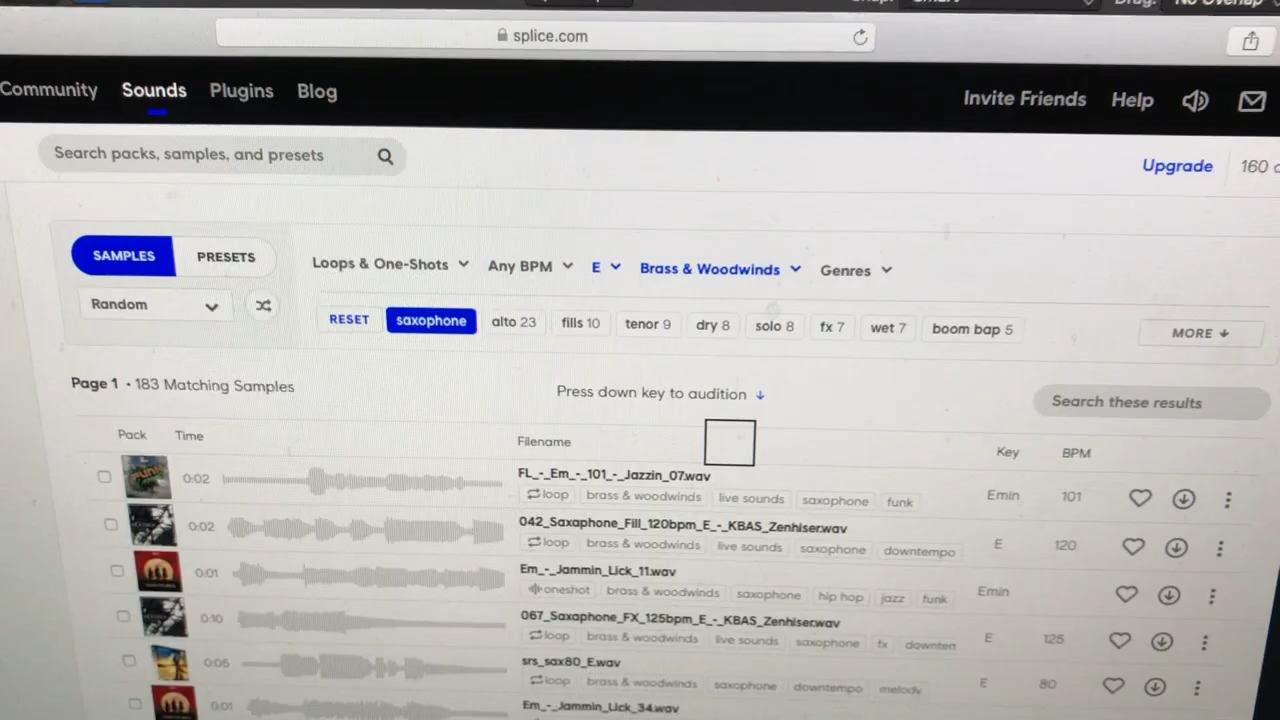 splice.com
Community Sounds Plugins Blog Invite Friends Help
Search packs, samples, and presets
Upgrade 160
SAMPLES PRESETS Loops & One-Shots Any BPM E Brass & Woodwinds Genres
Random RESET saxophone alto 23 fills 10 tenor 9 dry 8 solo 8 fx 7 wet 7 boom bap 5 MORE
Page 1 • 183 Matching Samples Press down key to audition Search these results
Pack Time Filename Key BPM
0:02 FL_-_Em_-_101_-_Jazzin_07.wav Emin 101
loop brass & woodwinds live sounds saxophone funk
0:02 042_Saxophone_Fill_120bpm_E_-_KBAS_Zenhiser.wav E 120
loop brass & woodwinds live sounds saxophone downtempo
0:01 Em_-_Jammin_Lick_11.wav Emin
oneshot brass & woodwinds saxophone hip hop jazz funk
0:10 067_Saxophone_FX_125bpm_E_-_KBAS_Zenhiser.wav E 125
loop brass & woodwinds live sounds saxophone fx downtem
0:05 srs_sax80_E.wav E 80
loop brass & woodwinds saxophone downtempo melody
0:01 Em_-_Jammin_Lick_34.wav